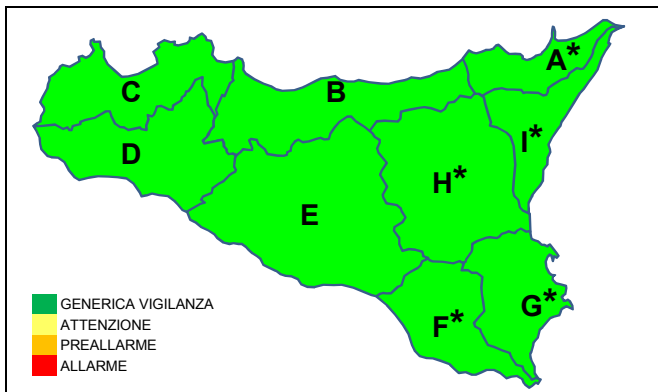 A*
C
B
I*
D
H*
E
G*
F*
GENERICA VIGILANZA
ATTENZIONE
PREALLARME
ALLARME